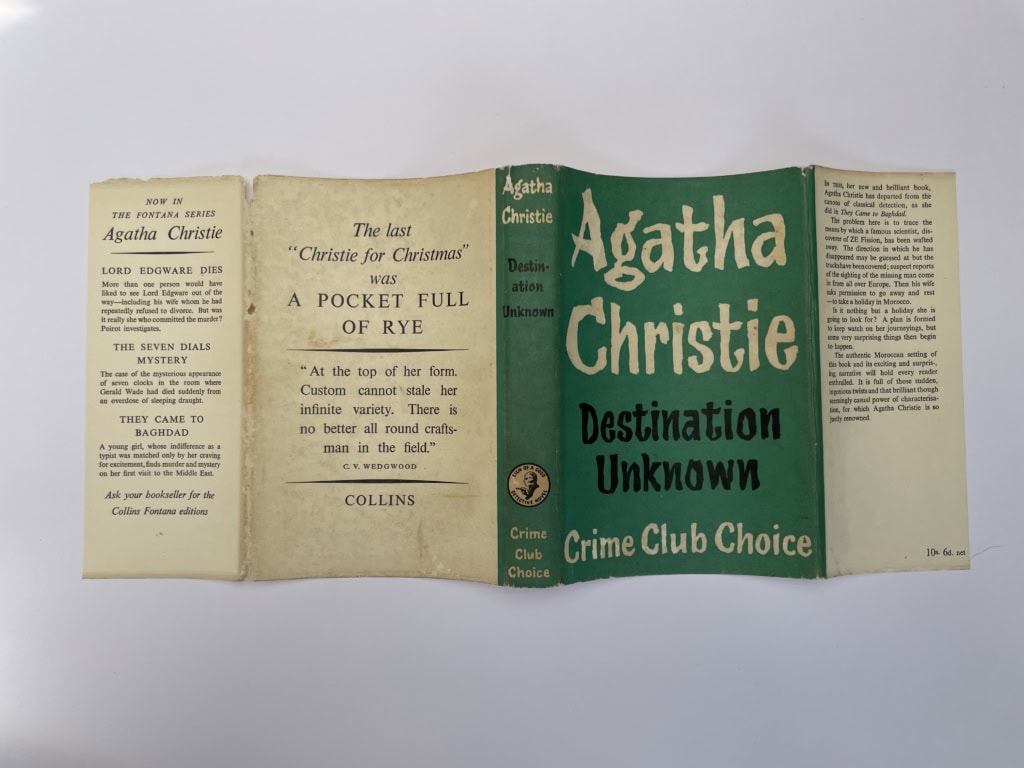 NOW IN
THE FONTANA SERIES
Agatha Christie
LORD EDGWARE DIES
More than one person would have
liked to see Lord Edgware out of the
way—including his wife whom he had
repeatedly refused to divorce. But was
it really she who committed the murder?
Poirot investigates.
THE SEVEN DIALS
MYSTERY
The case of the mysterious appearance
of seven clocks in the room where
Gerald Wade had died suddenly from
an overdose of sleeping draught.
THEY CAME TO
BAGHDAD
A young girl, whose indifference as a
typist was matched only by her craving
for excitement, finds murder and mystery
on her first visit to the Middle East.
Ask your bookseller for the
Collins Fontana editions
The last
"Christie for Christmas"
was
A POCKET FULL
OF RYE
"At the top of her form.
Custom cannot stale her
infinite variety. There is
no better all round crafts-
man in the field."
C. V. WEDGWOOD
COLLINS
Agatha
Christie
Destin-
ation
Unknown
SIGN OF A GOOD
DETECTIVE NOVEL
Crime
Club
Choice
Agatha
Christie
Destination
Unknown
Crime Club Choice
In this, her new and brilliant book,
Agatha Christie has departed from the
canons of classical detection, as she
did in They Came to Baghdad.
The problem here is to trace the
means by which a famous scientist, dis-
coverer of ZE Fission, has been wafted
away. The direction in which he has
disappeared may be guessed at but the
tracks have been covered; suspect reports
of the sighting of the missing man come
in from all over Europe. Then his wife
asks permission to go away and rest
—to take a holiday in Morocco.
Is it nothing but a holiday she is
going to look for? A plan is formed
to keep watch on her journeyings, but
some very surprising things then begin
to happen.
The authentic Moroccan setting of
this book and its exciting and surpris-
ing narrative will hold every reader
enthralled. It is full of those sudden,
ingenious twists and that brilliant though
seemingly casual power of characterisa-
tion, for which Agatha Christie is so
justly renowned.
10s. 6d. net